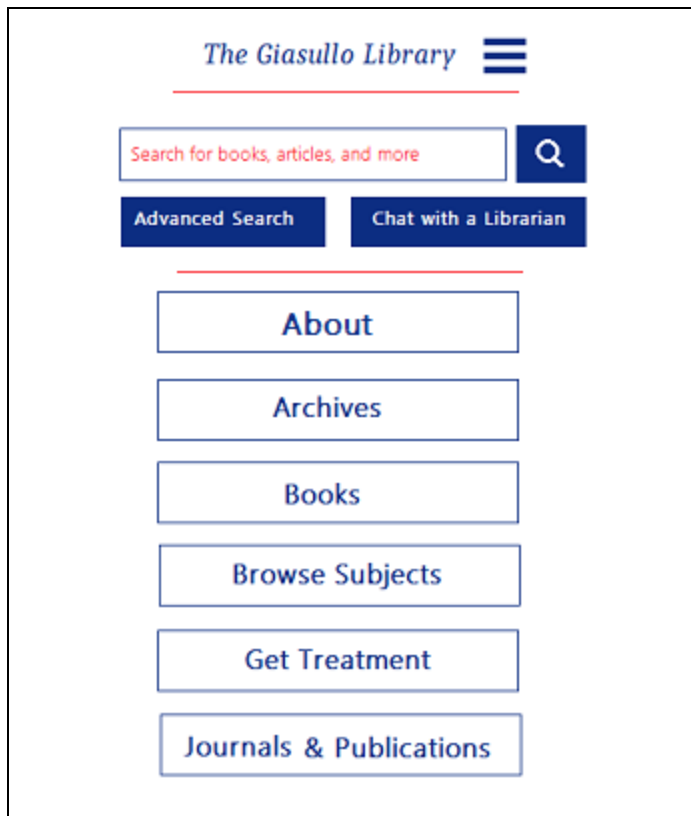 The Giasullo Library
Search for books, articles, and more
Advanced Search
Chat with a Librarian
About
Archives
Books
Browse Subjects
Get Treatment
Journals & Publications